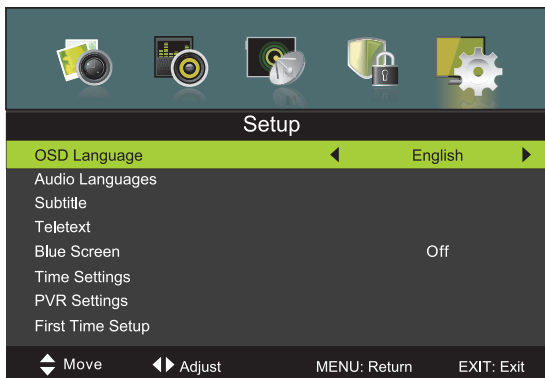 Setup
OSD Language English
Audio Languages
Subtitle
Teletext
Blue Screen Off
Time Settings
PVR Settings
First Time Setup
Move Adjust MENU: Return EXIT: Exit